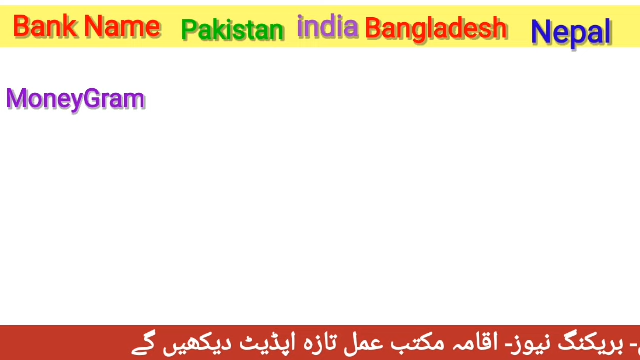 Bank Name Pakistan india Bangladesh Nepal
MoneyGram
- بریکنگ نیوز- اقامہ مکتب عمل تازہ اپڈیٹ دیکھیں گے